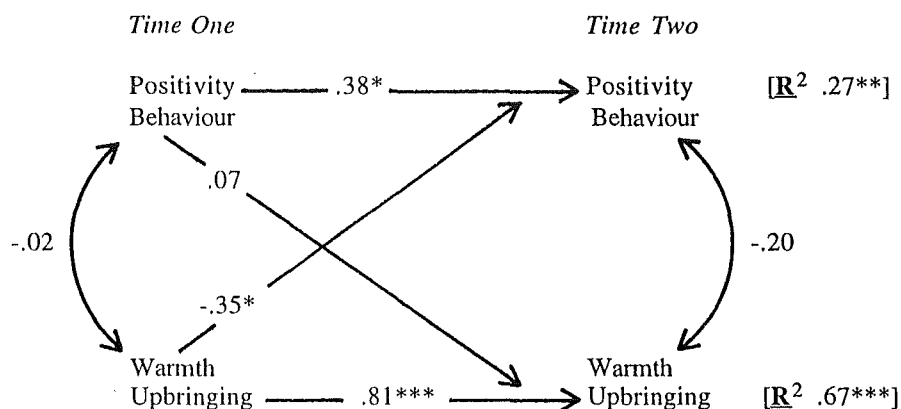 Time One Time Two
Positivity .38* Positivity [R² .27**]
Behaviour Behaviour
.07
-.02 -.20
-.35*
Warmth Warmth
Upbringing .81*** Upbringing [R² .67***]